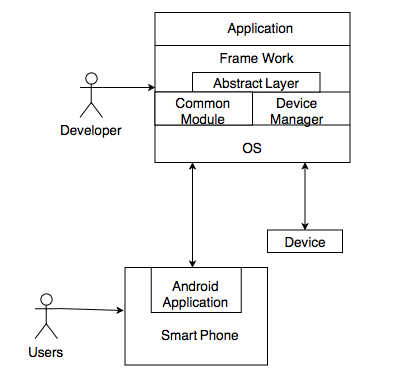 Application
Frame Work
Abstract Layer
Common
Module
Device
Manager
OS
Developer
Device
Android
Application
Smart Phone
Users